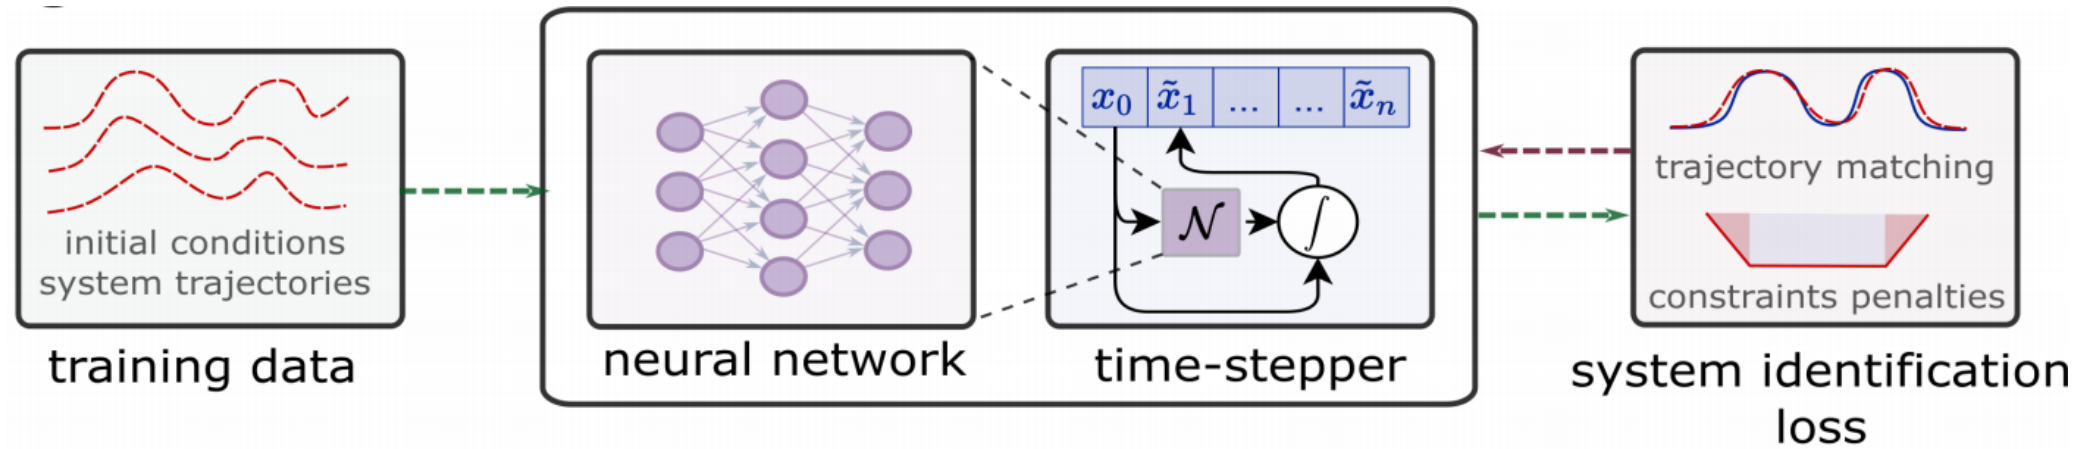 initial conditions
system trajectories
training data
neural network
x₀ x̃₁ ... ... x̃ₙ
𝒩 ∫
time-stepper
trajectory matching
constraints penalties
system identification
loss